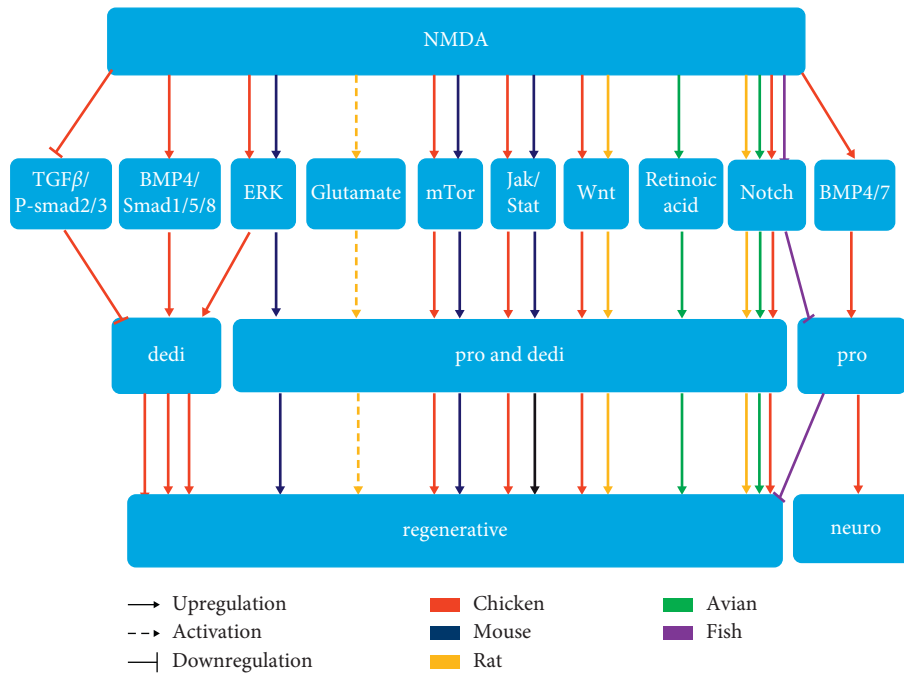 NMDA
TGFβ/
P-smad2/3
BMP4/
Smad1/5/8
ERK
Glutamate
mTor
Jak/
Stat
Wnt
Retinoic
acid
Notch
BMP4/7
dedi
pro and dedi
pro
regenerative
neuro
Upregulation
Activation
Downregulation
Chicken
Mouse
Rat
Avian
Fish